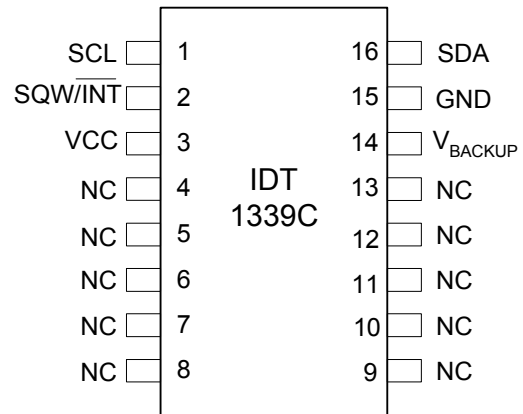 SCL 1 16 SDA
SQW/INT 2 15 GND
VCC 3 14 VBACKUP
NC 4 13 NC
IDT
1339C
NC 5 12 NC
NC 6 11 NC
NC 7 10 NC
NC 8 9 NC